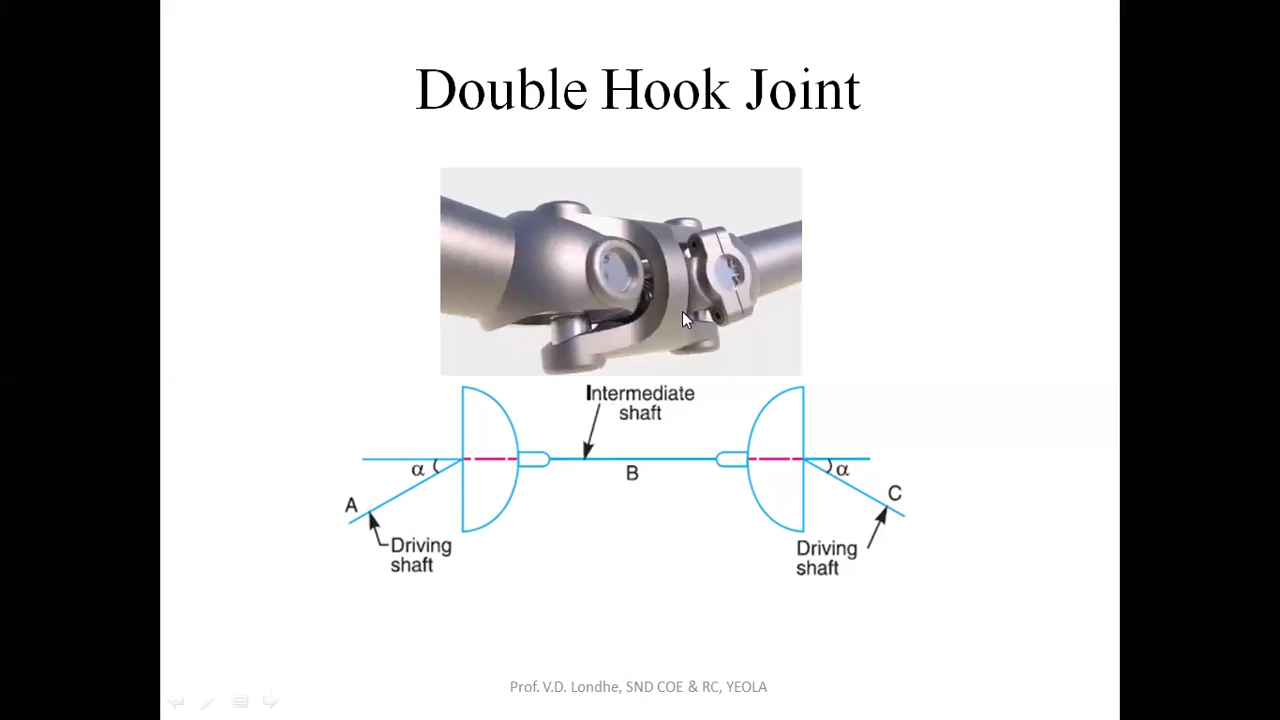 Double Hook Joint
Intermediate
shaft
α
α
B
A
C
Driving
shaft
Driving
shaft
Prof. V.D. Londhe, SND COE & RC, YEOLA